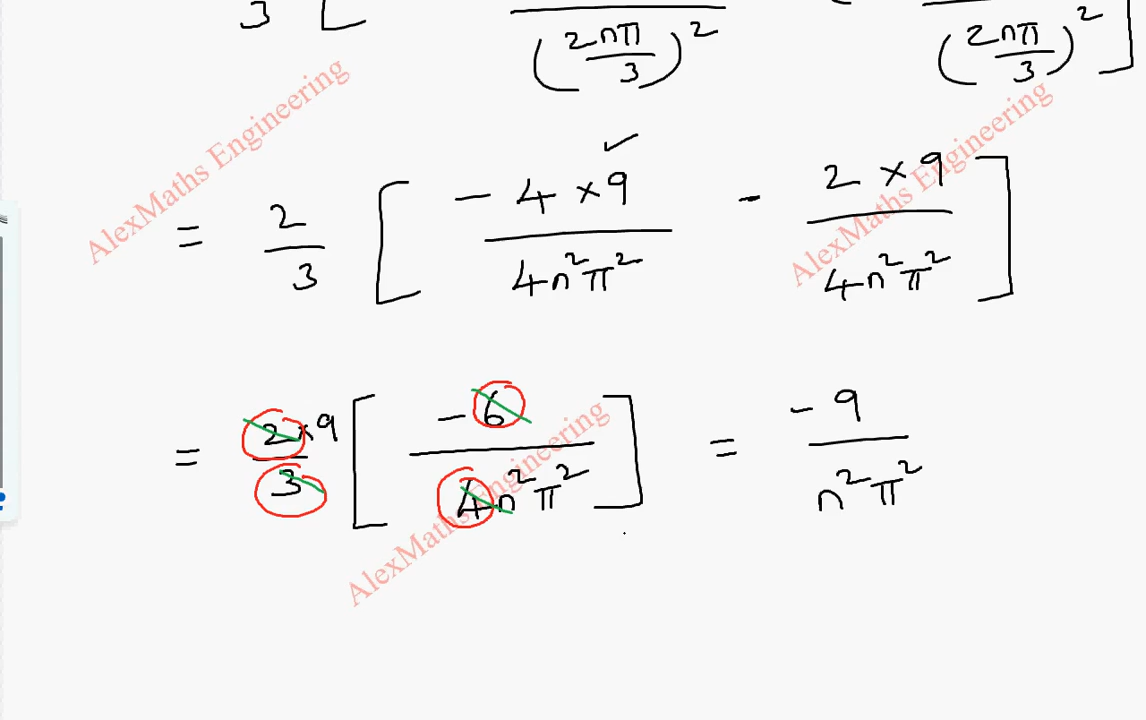 3 [ (2nπ/3)² ( (2nπ/3)² ]
= 2/3 [ - 4 × 9 / 4n²π² - 2 × 9 / 4n²π² ] ✓
= 2 × 9 / 3 [ - 6 / 4n²π² ] = - 9 / n²π²
AlexMaths Engineering
AlexMaths Engineering
AlexMaths Engineering